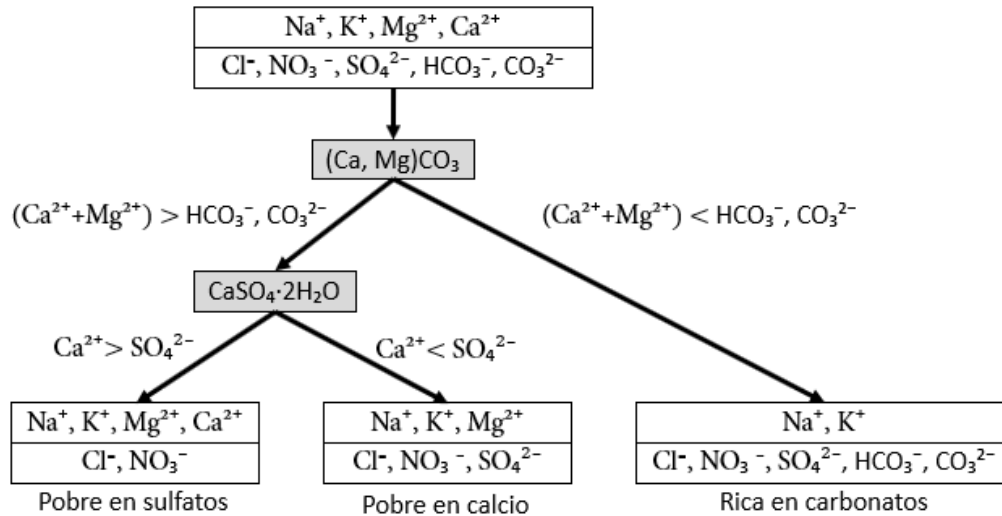 Na⁺, K⁺, Mg²⁺, Ca²⁺
Cl⁻, NO₃⁻, SO₄²⁻, HCO₃⁻, CO₃²⁻
(Ca, Mg)CO₃
(Ca²⁺+Mg²⁺) > HCO₃⁻, CO₃²⁻
(Ca²⁺+Mg²⁺) < HCO₃⁻, CO₃²⁻
CaSO₄·2H₂O
Ca²⁺> SO₄²⁻
Ca²⁺< SO₄²⁻
Na⁺, K⁺, Mg²⁺, Ca²⁺
Cl⁻, NO₃⁻
Pobre en sulfatos
Na⁺, K⁺, Mg²⁺
Cl⁻, NO₃⁻, SO₄²⁻
Pobre en calcio
Na⁺, K⁺
Cl⁻, NO₃⁻, SO₄²⁻, HCO₃⁻, CO₃²⁻
Rica en carbonatos